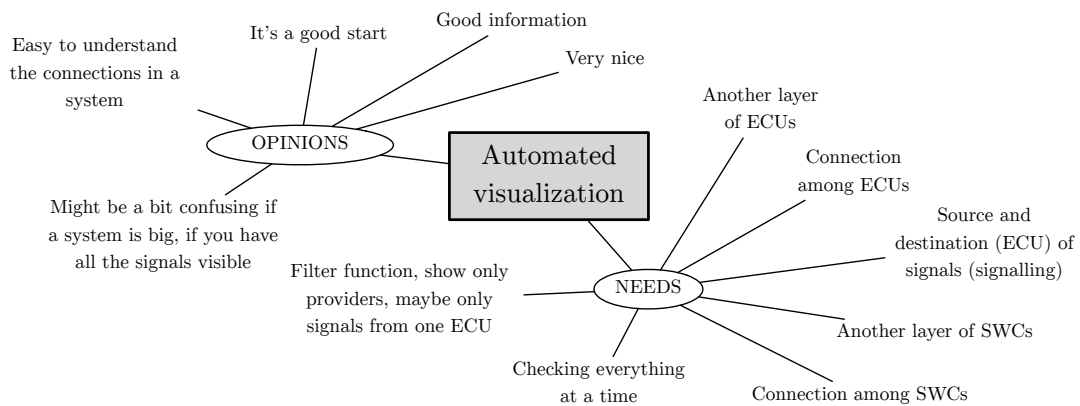 Good information
It's a good start
Easy to understand
the connections in a
system
Very nice
OPINIONS
Might be a bit confusing if
a system is big, if you have
all the signals visible
Automated
visualization
Another layer
of ECUs
Connection
among ECUs
Source and
destination (ECU) of
signals (signalling)
NEEDS
Filter function, show only
providers, maybe only
signals from one ECU
Another layer of SWCs
Checking everything
at a time
Connection among SWCs